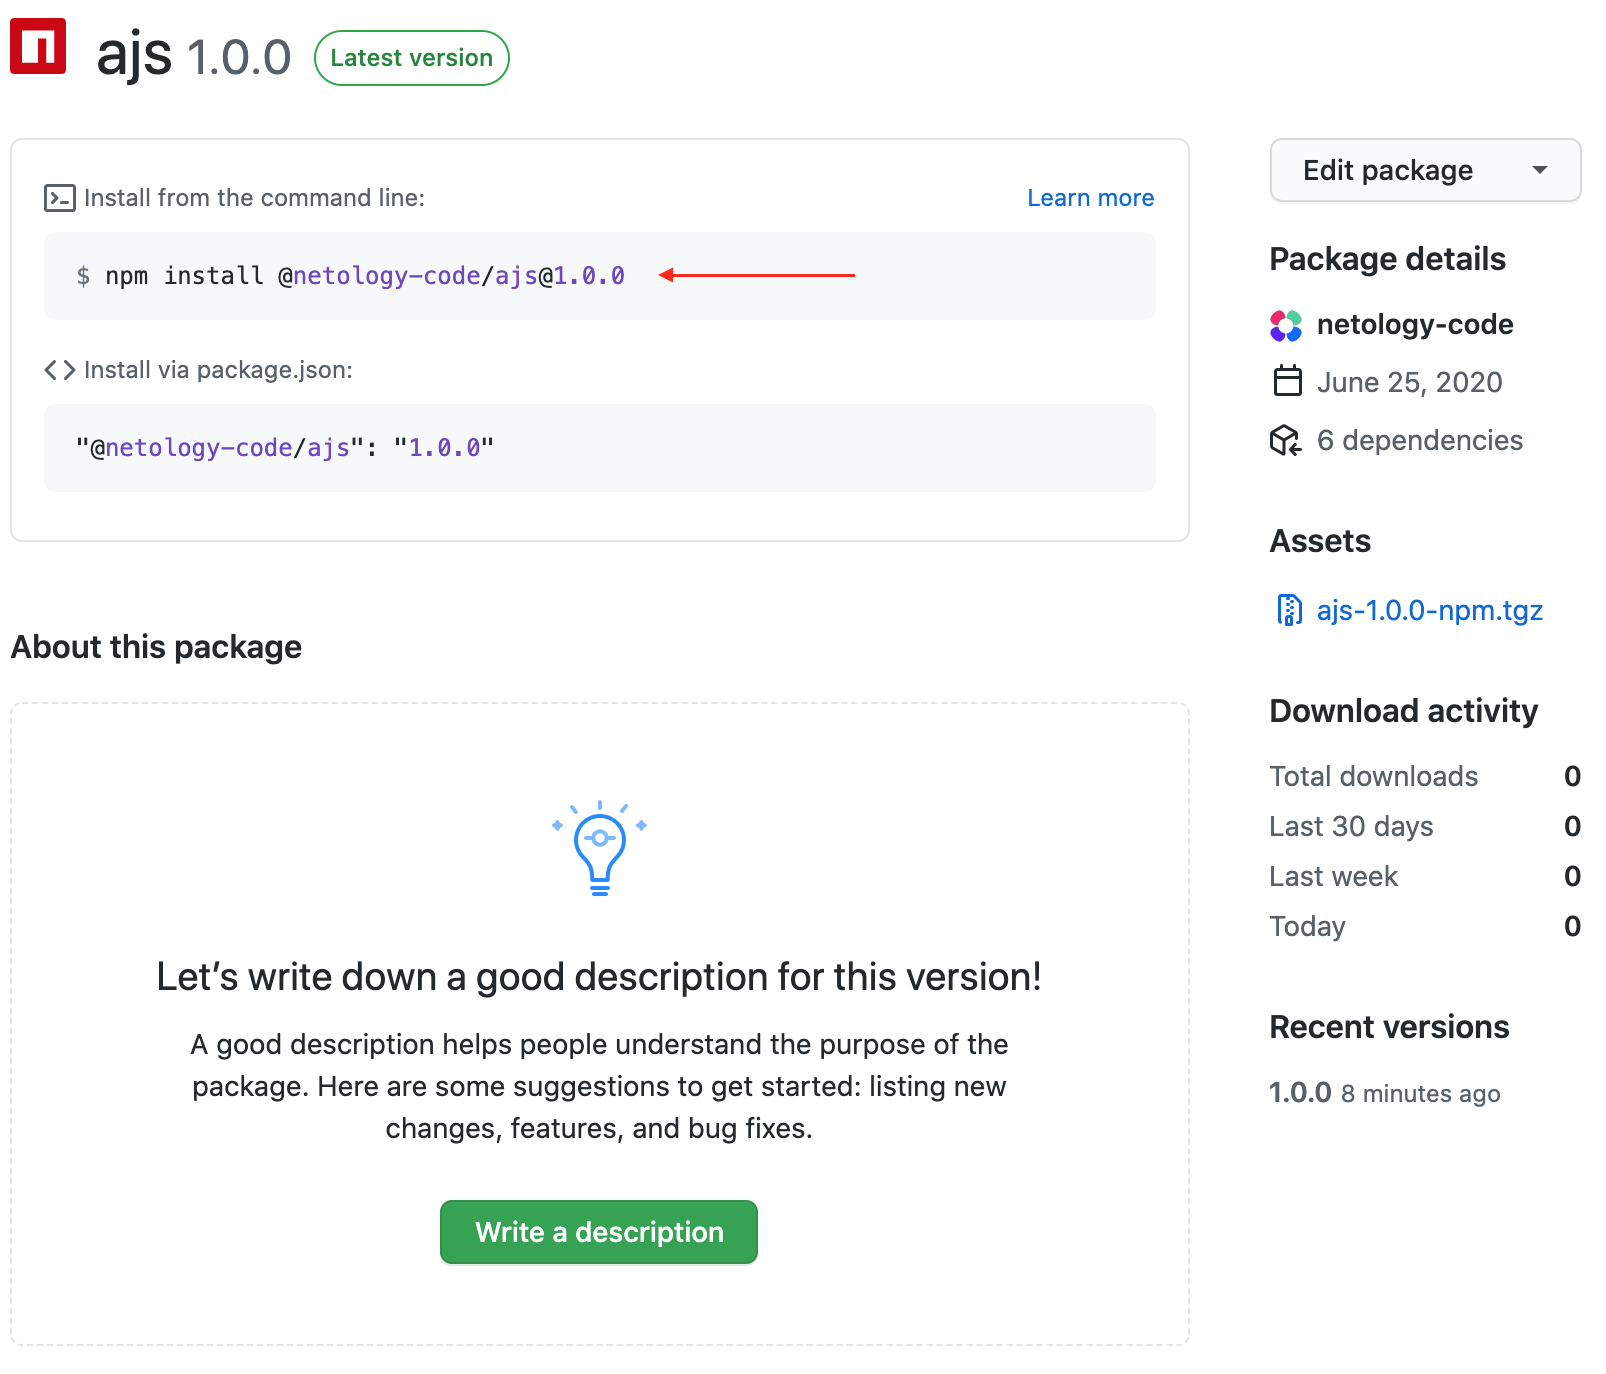 ajs 1.0.0 Latest version
Install from the command line:
Learn more
$ npm install @netology-code/ajs@1.0.0
Install via package.json:
"@netology-code/ajs": "1.0.0"
About this package
Let’s write down a good description for this version!
A good description helps people understand the purpose of the
package. Here are some suggestions to get started: listing new
changes, features, and bug fixes.
Write a description
Edit package
Package details
netology-code
June 25, 2020
6 dependencies
Assets
ajs-1.0.0-npm.tgz
Download activity
Total downloads 0
Last 30 days 0
Last week 0
Today 0
Recent versions
1.0.0 8 minutes ago